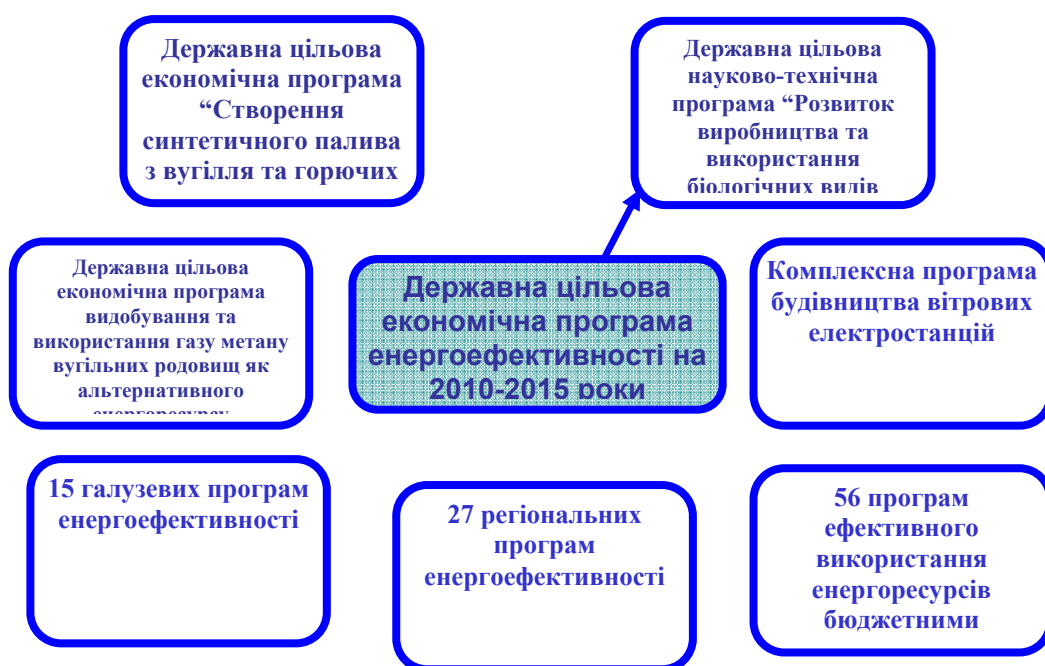 Державна цільова
економічна програма
“Створення
синтетичного палива
з вугілля та горючих
Державна цільова
науково-технічна
програма “Розвиток
виробництва та
використання
біологічних видів
Державна цільова
економічна програма
видобування та
використання газу метану
вугільних родовищ як
альтернативного
енергоресурсу
Державна цільова
економічна програма
енергоефективності на
2010-2015 роки
Комплексна програма
будівництва вітрових
електростанцій
15 галузевих програм
енергоефективності
27 регіональних
програм
енергоефективності
56 програм
ефективного
використання
енергоресурсів
бюджетними